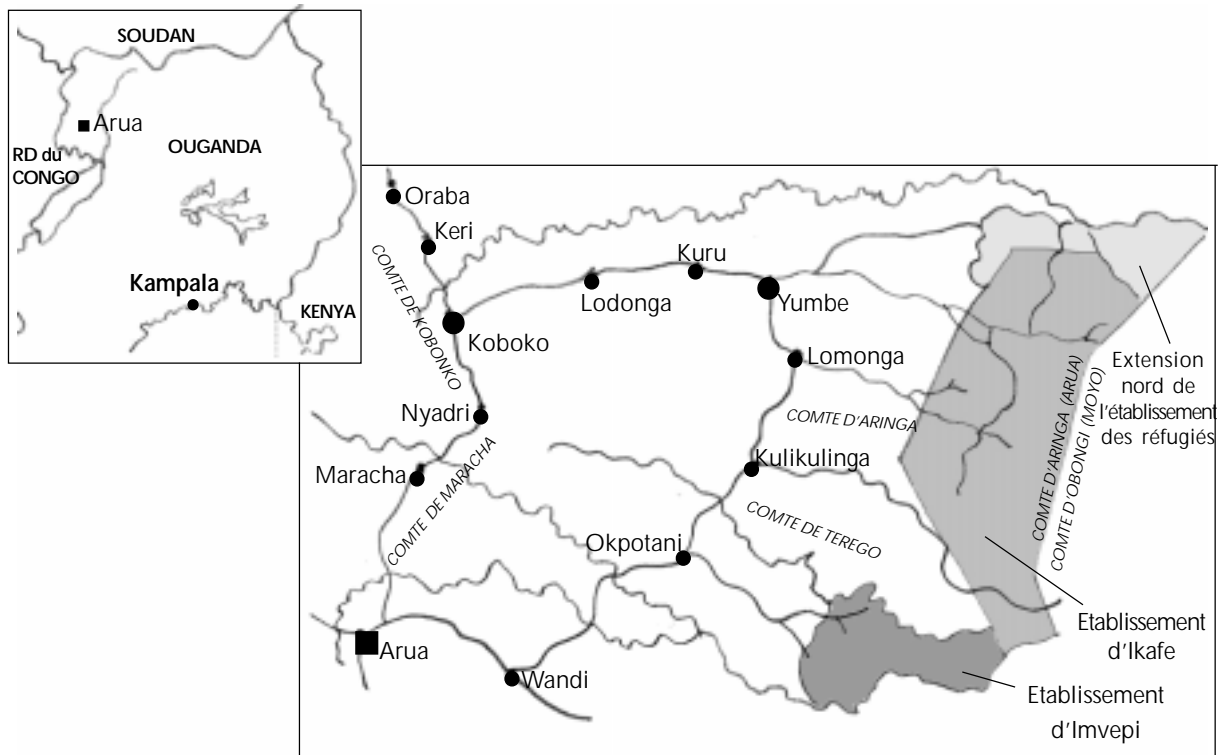 SOUDAN
Arua
RD du
CONGO
OUGANDA
Kampala
KENYA
Oraba
Keri
COMTE DE KOBONKO
Koboko
Lodonga
Kuru
Yumbe
Lomonga
Nyadri
Maracha
COMTE DE MARACHA
COMTE D'ARINGA
Kulikulinga
COMTE DE TEREGO
Okpotani
Arua
Wandi
COMTE D'ARINGA (ARUA)
COMTE D'OBONGI (MOYO)
Extension
nord de
l'établissement
des réfugiés
Etablissement
d'Ikafe
Etablissement
d'Imvepi